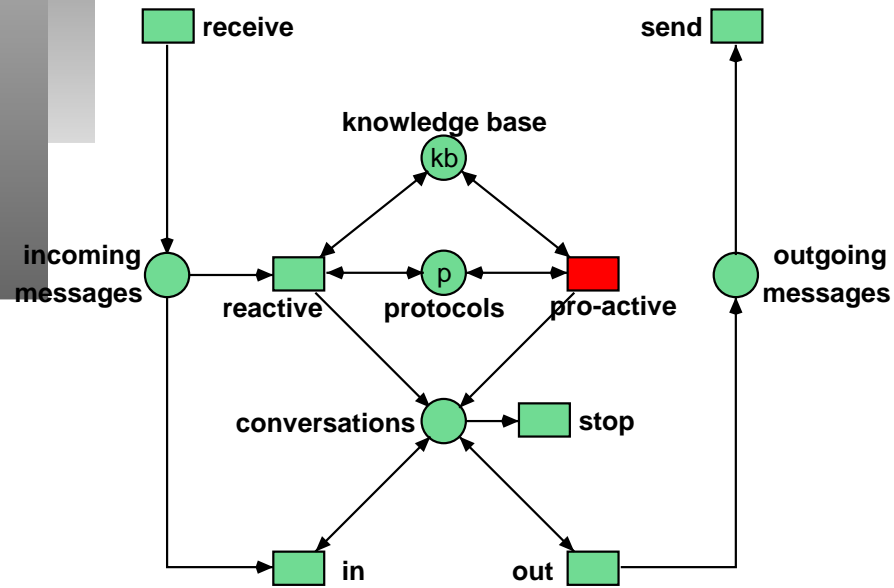 receive
send
knowledge base
kb
incoming
messages
reactive
p
protocols
pro-active
outgoing
messages
conversations
stop
in
out